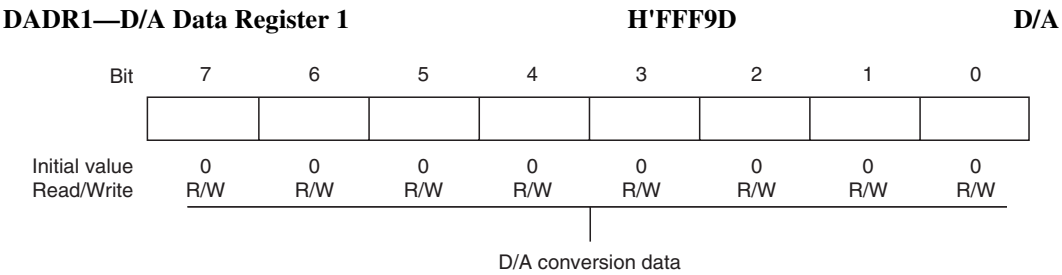 DADR1—D/A Data Register 1 H'FFF9D D/A
Bit 7 6 5 4 3 2 1 0
Initial value 0 0 0 0 0 0 0 0
Read/Write R/W R/W R/W R/W R/W R/W R/W R/W
D/A conversion data